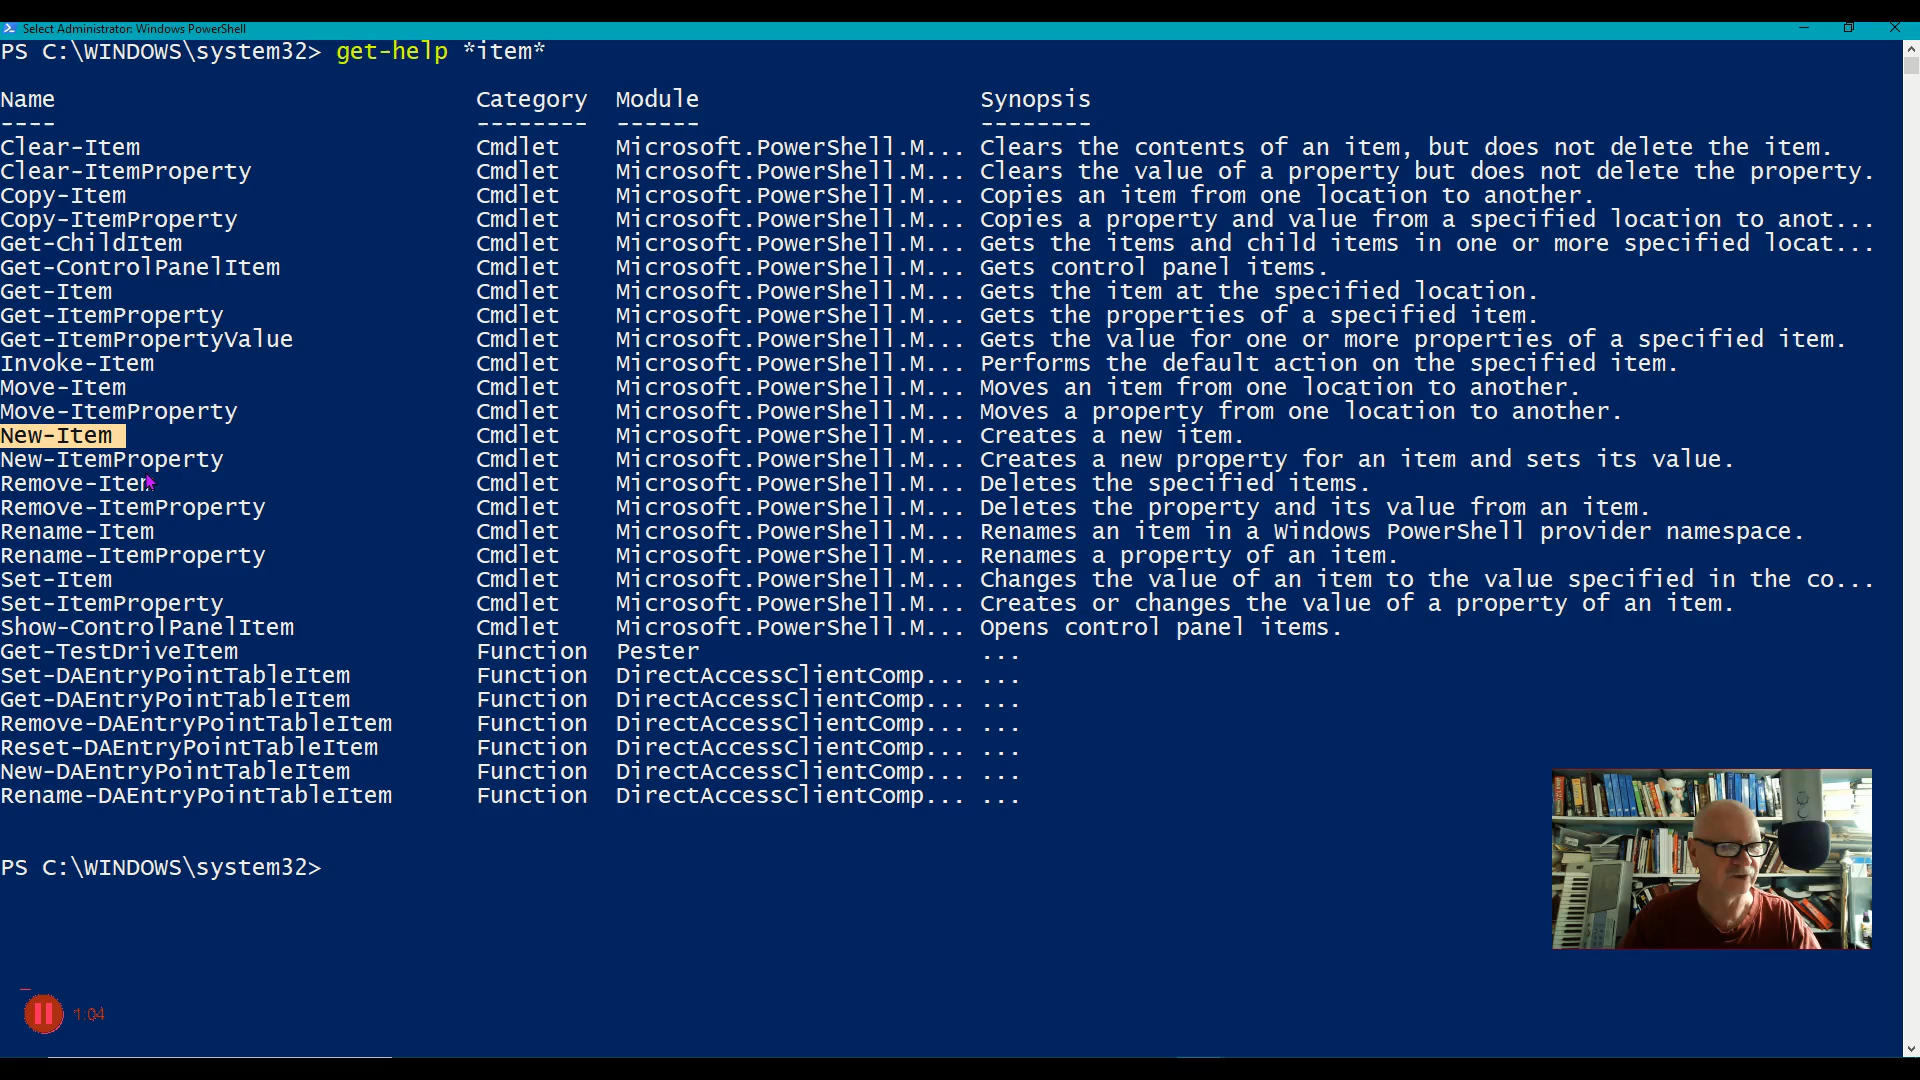 Select Administrator: Windows PowerShell
PS C:\WINDOWS\system32> get-help *item*
Name Category Module Synopsis
---- -------- ------ --------
Clear-Item Cmdlet Microsoft.PowerShell.M... Clears the contents of an item, but does not delete the item.
Clear-ItemProperty Cmdlet Microsoft.PowerShell.M... Clears the value of a property but does not delete the property.
Copy-Item Cmdlet Microsoft.PowerShell.M... Copies an item from one location to another.
Copy-ItemProperty Cmdlet Microsoft.PowerShell.M... Copies a property and value from a specified location to anot...
Get-ChildItem Cmdlet Microsoft.PowerShell.M... Gets the items and child items in one or more specified locat...
Get-ControlPanelItem Cmdlet Microsoft.PowerShell.M... Gets control panel items.
Get-Item Cmdlet Microsoft.PowerShell.M... Gets the item at the specified location.
Get-ItemProperty Cmdlet Microsoft.PowerShell.M... Gets the properties of a specified item.
Get-ItemPropertyValue Cmdlet Microsoft.PowerShell.M... Gets the value for one or more properties of a specified item.
Invoke-Item Cmdlet Microsoft.PowerShell.M... Performs the default action on the specified item.
Move-Item Cmdlet Microsoft.PowerShell.M... Moves an item from one location to another.
Move-ItemProperty Cmdlet Microsoft.PowerShell.M... Moves a property from one location to another.
New-Item Cmdlet Microsoft.PowerShell.M... Creates a new item.
New-ItemProperty Cmdlet Microsoft.PowerShell.M... Creates a new property for an item and sets its value.
Remove-Item Cmdlet Microsoft.PowerShell.M... Deletes the specified items.
Remove-ItemProperty Cmdlet Microsoft.PowerShell.M... Deletes the property and its value from an item.
Rename-Item Cmdlet Microsoft.PowerShell.M... Renames an item in a Windows PowerShell provider namespace.
Rename-ItemProperty Cmdlet Microsoft.PowerShell.M... Renames a property of an item.
Set-Item Cmdlet Microsoft.PowerShell.M... Changes the value of an item to the value specified in the co...
Set-ItemProperty Cmdlet Microsoft.PowerShell.M... Creates or changes the value of a property of an item.
Show-ControlPanelItem Cmdlet Microsoft.PowerShell.M... Opens control panel items.
Get-TestDriveItem Function Pester ...
Set-DAEntryPointTableItem Function DirectAccessClientComp... ...
Get-DAEntryPointTableItem Function DirectAccessClientComp... ...
Remove-DAEntryPointTableItem Function DirectAccessClientComp... ...
Reset-DAEntryPointTableItem Function DirectAccessClientComp... ...
New-DAEntryPointTableItem Function DirectAccessClientComp... ...
Rename-DAEntryPointTableItem Function DirectAccessClientComp... ...
PS C:\WINDOWS\system32>
1:04